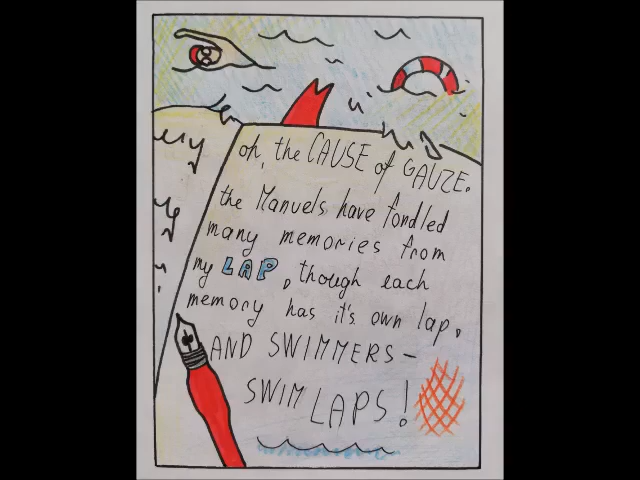 oh, the CAUSE of GAUZE.
the Manuels have fondled
many memories from
my LAP, though each
memory has it's own lap.
AND SWIMMERS-
SWIM LAPS!